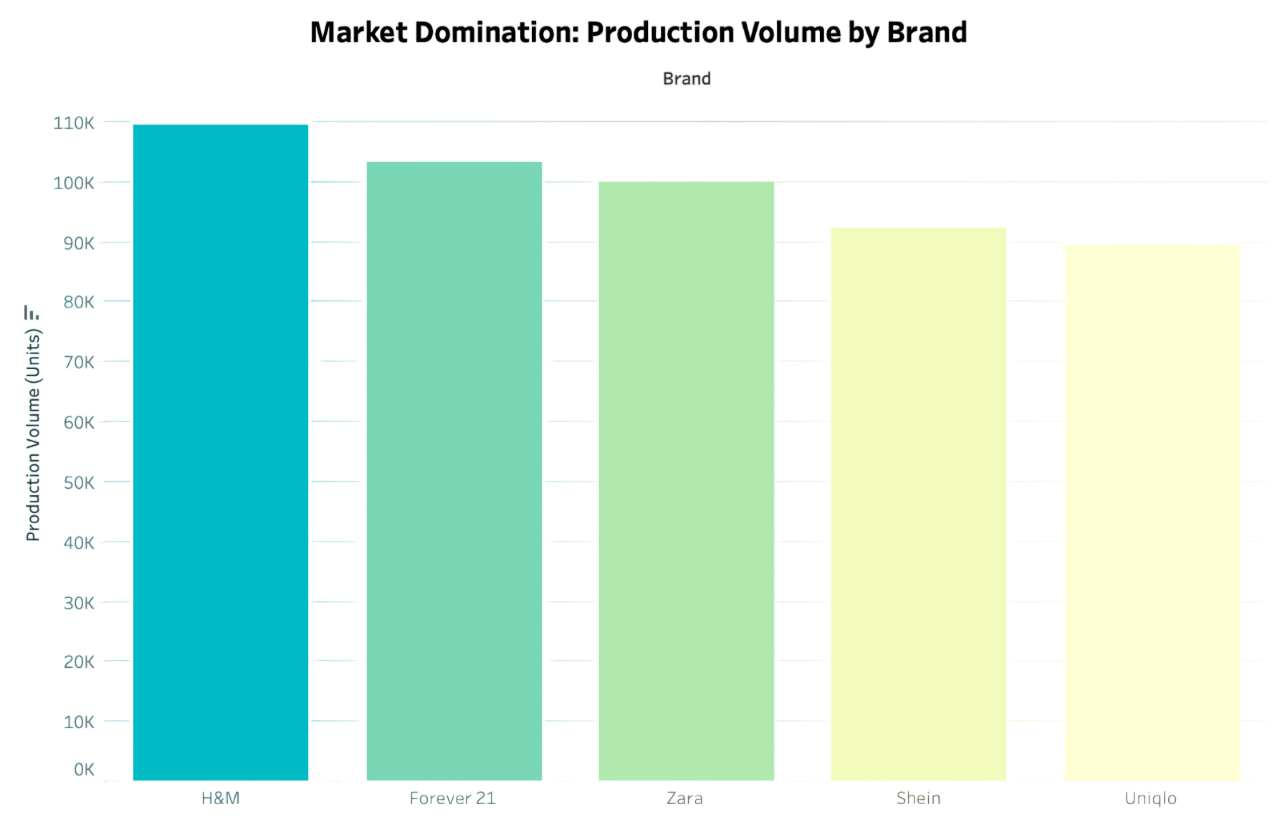 Market Domination: Production Volume by Brand
Brand
Production Volume (Units)
110K
100K
90K
80K
70K
60K
50K
40K
30K
20K
10K
0K
H&M
Forever 21
Zara
Shein
Uniqlo